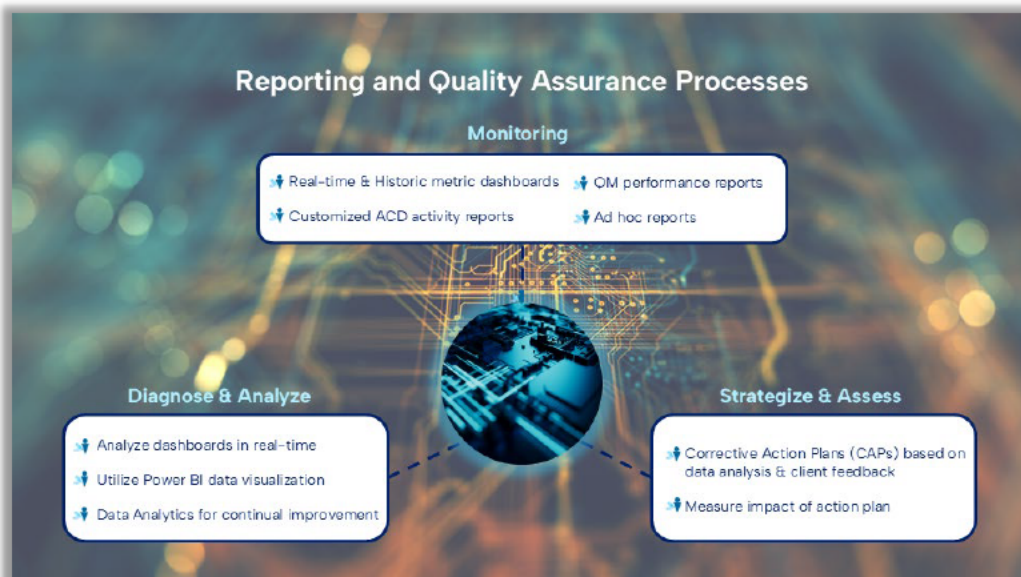 Reporting and Quality Assurance Processes
Monitoring
Real-time & Historic metric dashboards
QM performance reports
Customized ACD activity reports
Ad hoc reports
Diagnose & Analyze
Analyze dashboards in real-time
Utilize Power BI data visualization
Data Analytics for continual improvement
Strategize & Assess
Corrective Action Plans (CAPs) based on
data analysis & client feedback
Measure impact of action plan